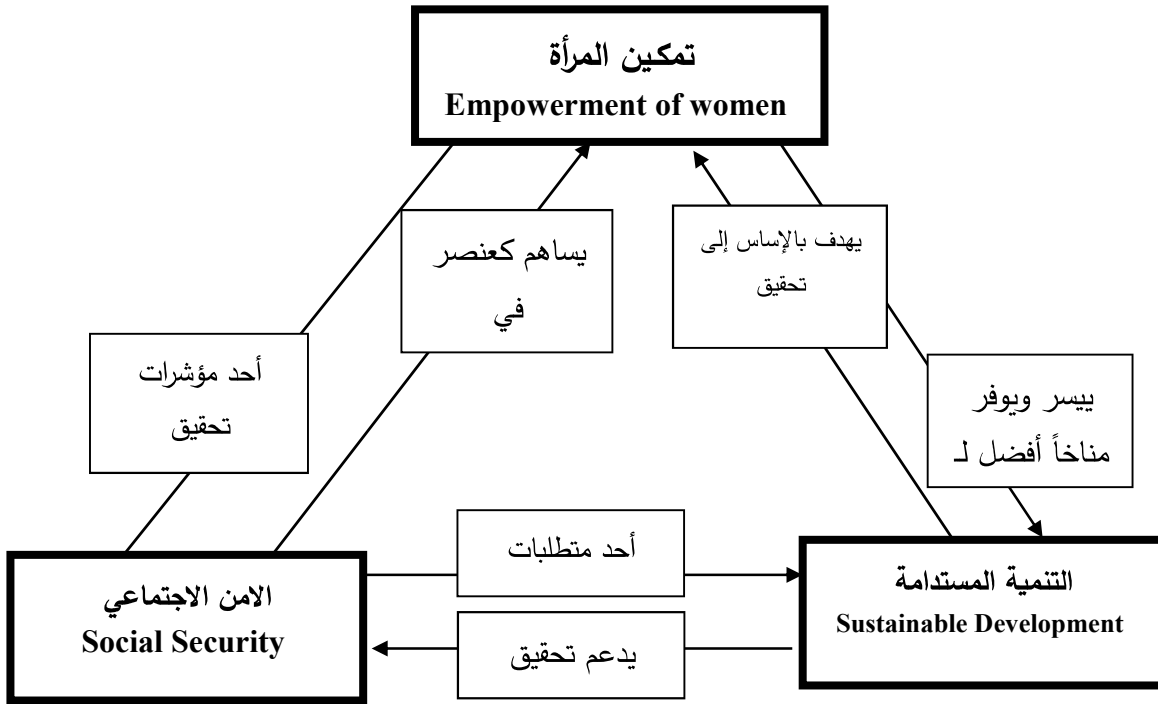 تمكين المرأة
Empowerment of women
يساهم كعنصر
في
يهدف بالإساس إلى
تحقيق
أحد مؤشرات
تحقيق
ييسر ويوفر
مناخاً أفضل لـ
أحد متطلبات
الامن الاجتماعي
Social Security
التنمية المستدامة
Sustainable Development
يدعم تحقيق